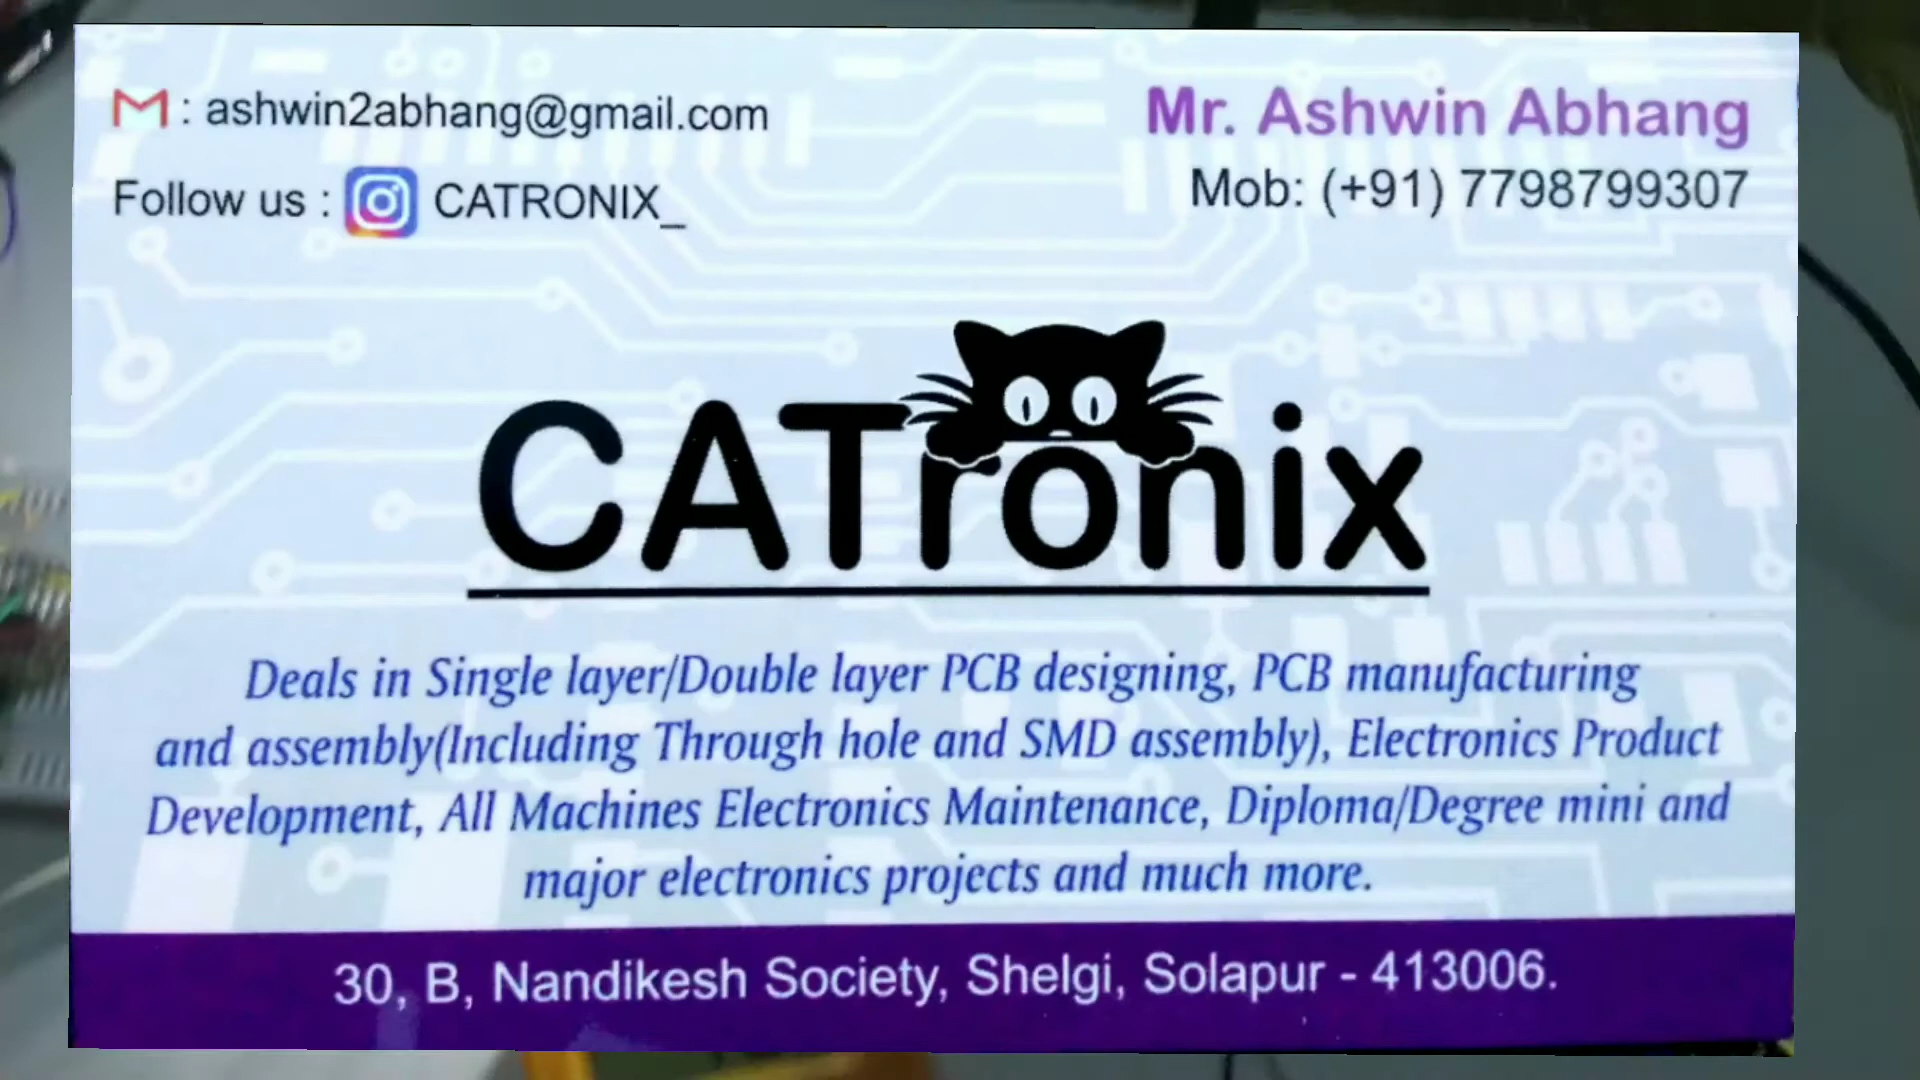 : ashwin2abhang@gmail.com
Mr. Ashwin Abhang
Follow us : CATRONIX_
Mob: (+91) 7798799307
CATronix
Deals in Single layer/Double layer PCB designing, PCB manufacturing
and assembly(Including Through hole and SMD assembly), Electronics Product
Development, All Machines Electronics Maintenance, Diploma/Degree mini and
major electronics projects and much more.
30, B, Nandikesh Society, Shelgi, Solapur - 413006.